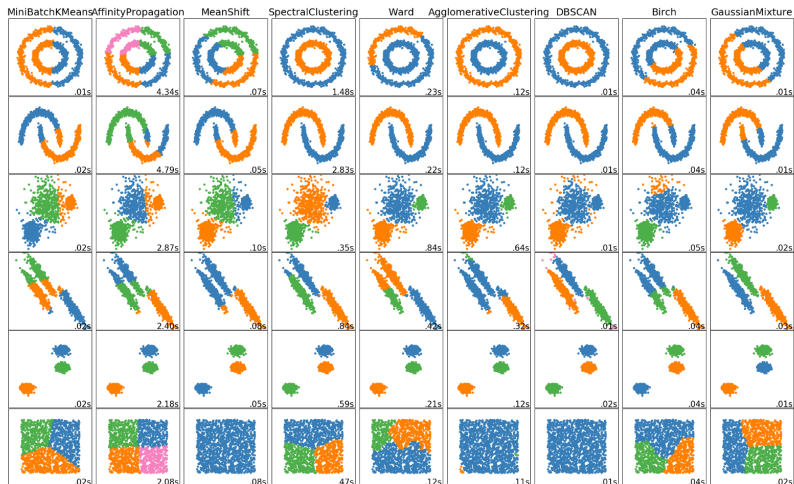 MiniBatchKMeans AffinityPropagation MeanShift SpectralClustering Ward AgglomerativeClustering DBSCAN Birch GaussianMixture
.01s 4.34s .07s 1.48s .23s .12s .01s .04s .01s
.02s 4.79s .05s 2.83s .22s .12s .01s .04s .01s
.02s 2.87s .10s .35s .84s .64s .01s .05s .02s
.02s 2.40s .08s .84s .42s .32s .01s .04s .03s
.02s 2.18s .05s .59s .21s .12s .02s .04s .01s
.02s 2.08s .08s .47s .12s .11s .01s .04s .02s